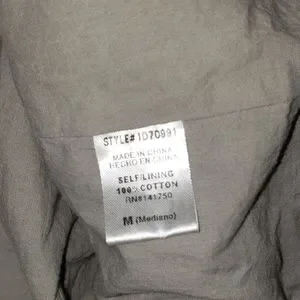 STYLE# 1D70991
MADE IN CHINA
HECHO EN CHINA
SELF/LINING
100% COTTON
RN#141750
M (Mediano)